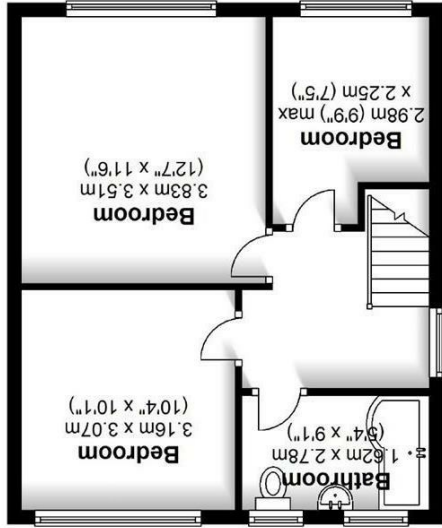 Bathroom
1.62m x 2.78m
(5'4" x 9'1")
Bedroom
3.16m x 3.07m
(10'4" x 10'1")
Bedroom
3.83m x 3.51m
(12'7" x 11'6")
Bedroom
2.98m (9'9") max
x 2.25m (7'5")